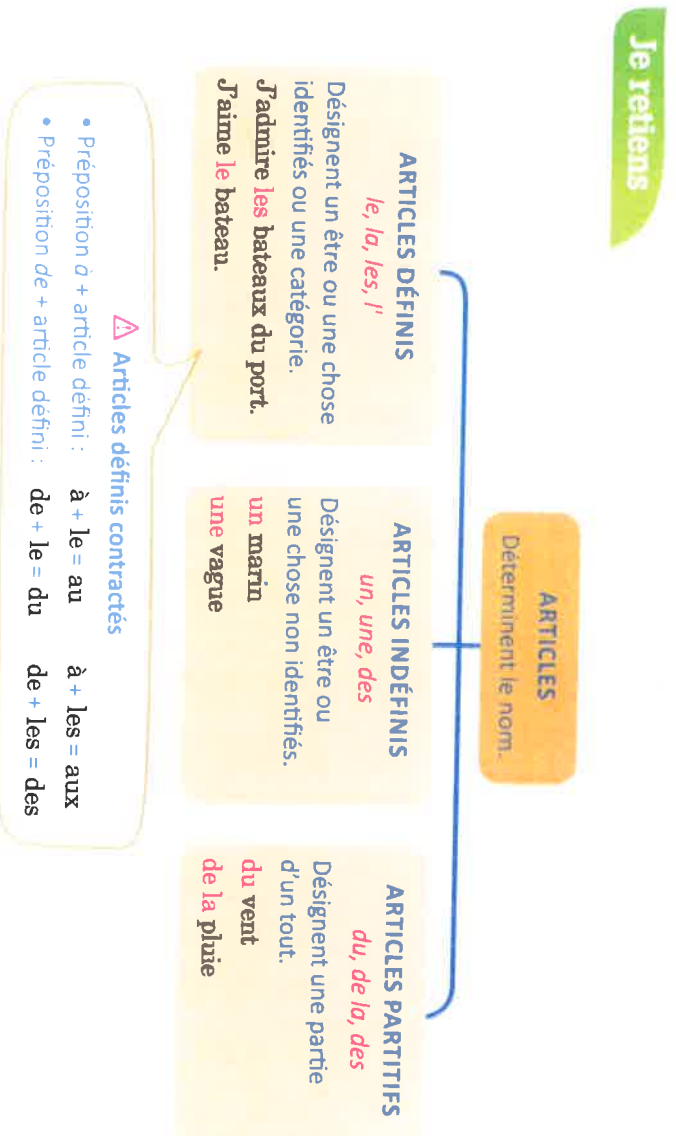 Je retiens
ARTICLES
Déterminent le nom.
ARTICLES DÉFINIS
le, la, les, l'
Désignent un être ou une chose
identifiés ou une catégorie.
J'admire les bateaux du port.
J'aime le bateau.
ARTICLES INDÉFINIS
un, une, des
Désignent un être ou
une chose non identifiés.
un marin
une vague
ARTICLES PARTITIFS
du, de la, des
Désignent une partie
d'un tout.
du vent
de la pluie
Articles définis contractés
• Préposition à + article défini : à + le = au à + les = aux
• Préposition de + article défini : de + le = du de + les = des